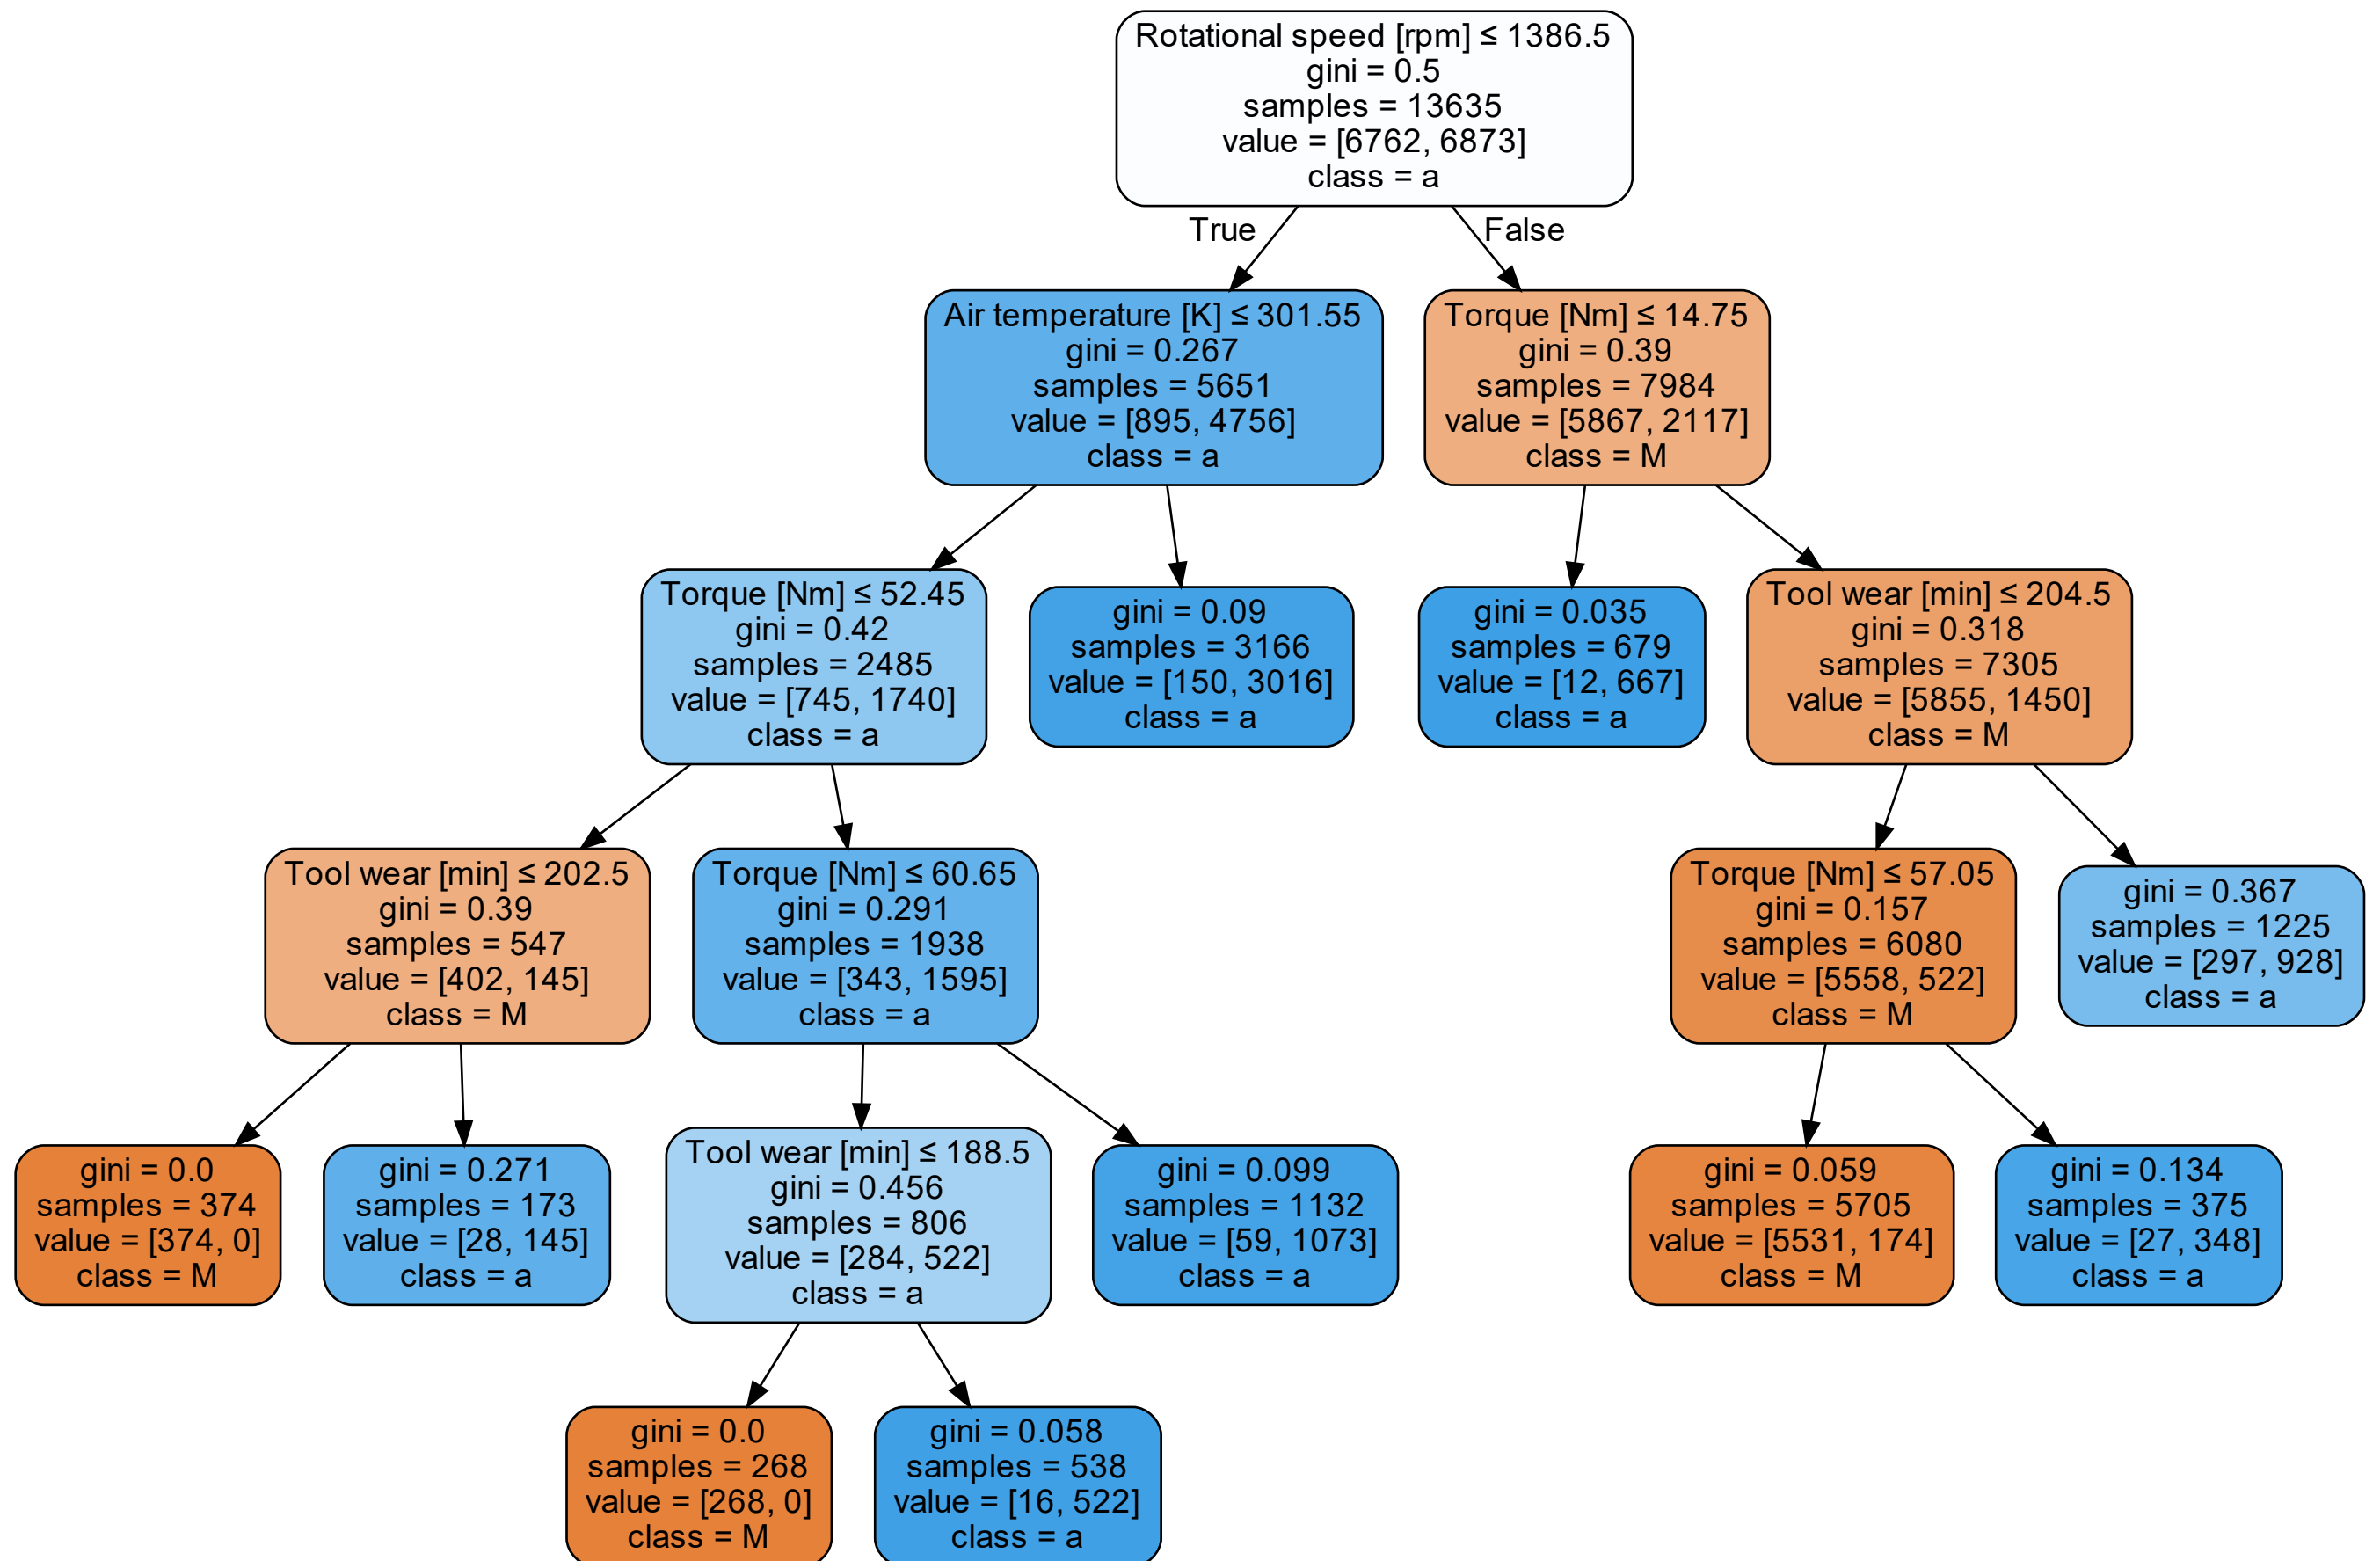 Rotational speed [rpm] ≤ 1386.5
gini = 0.5
samples = 13635
value = [6762, 6873]
class = a
True
False
Air temperature [K] ≤ 301.55
gini = 0.267
samples = 5651
value = [895, 4756]
class = a
Torque [Nm] ≤ 14.75
gini = 0.39
samples = 7984
value = [5867, 2117]
class = M
Torque [Nm] ≤ 52.45
gini = 0.42
samples = 2485
value = [745, 1740]
class = a
gini = 0.09
samples = 3166
value = [150, 3016]
class = a
gini = 0.035
samples = 679
value = [12, 667]
class = a
Tool wear [min] ≤ 204.5
gini = 0.318
samples = 7305
value = [5855, 1450]
class = M
Tool wear [min] ≤ 202.5
gini = 0.39
samples = 547
value = [402, 145]
class = M
Torque [Nm] ≤ 60.65
gini = 0.291
samples = 1938
value = [343, 1595]
class = a
Torque [Nm] ≤ 57.05
gini = 0.157
samples = 6080
value = [5558, 522]
class = M
gini = 0.367
samples = 1225
value = [297, 928]
class = a
gini = 0.0
samples = 374
value = [374, 0]
class = M
gini = 0.271
samples = 173
value = [28, 145]
class = a
Tool wear [min] ≤ 188.5
gini = 0.456
samples = 806
value = [284, 522]
class = a
gini = 0.099
samples = 1132
value = [59, 1073]
class = a
gini = 0.059
samples = 5705
value = [5531, 174]
class = M
gini = 0.134
samples = 375
value = [27, 348]
class = a
gini = 0.0
samples = 268
value = [268, 0]
class = M
gini = 0.058
samples = 538
value = [16, 522]
class = a